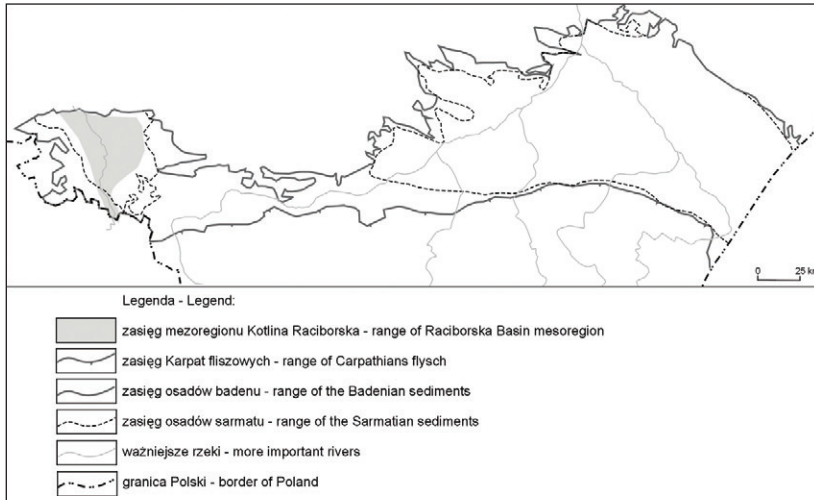 0 25 km
Legenda - Legend:
zasięg mezoregionu Kotlina Raciborska - range of Raciborska Basin mesoregion
zasięg Karpat fliszowych - range of Carpathians flysch
zasięg osadów badenu - range of the Badenian sediments
zasięg osadów sarmatu - range of the Sarmatian sediments
ważniejsze rzeki - more important rivers
granica Polski - border of Poland